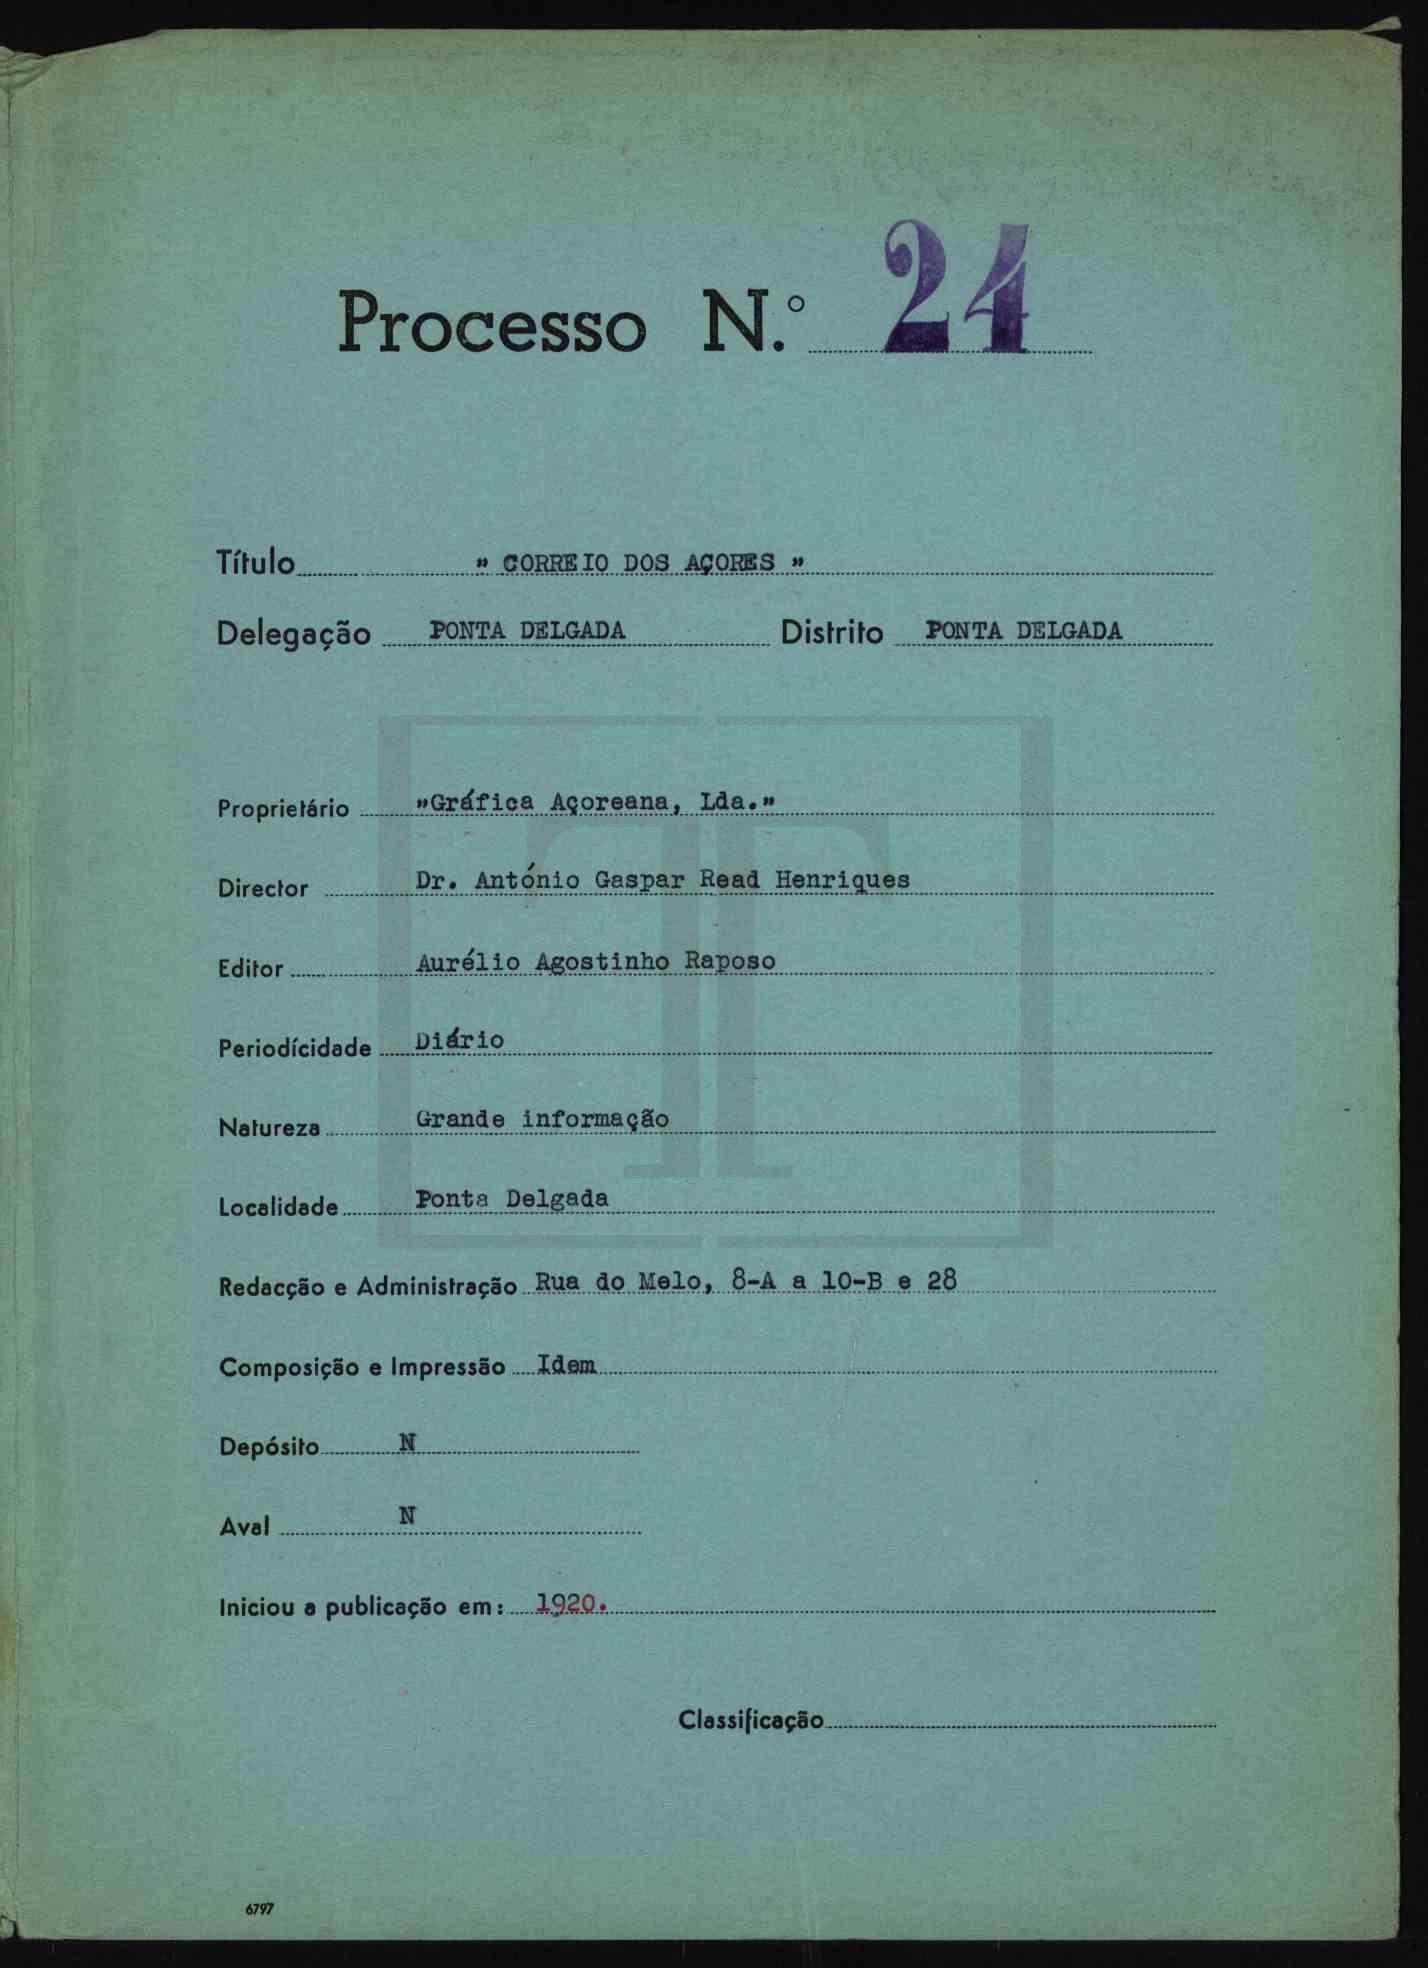 Processo N.º 24
Título " CORREIO DOS AÇORES "
Delegação PONTA DELGADA Distrito PONTA DELGADA
Proprietário "Gráfica Açoreana, Lda."
Director Dr. António Gaspar Read Henriques
Editor Aurélio Agostinho Raposo
Periodícidade Diário
Natureza Grande informação
Localidade Ponta Delgada
Redacção e Administração Rua do Melo, 8-A a 10-B e 28
Composição e Impressão Idem
Depósito N
Aval N
Iniciou a publicação em: 1920.
Classificação
6797